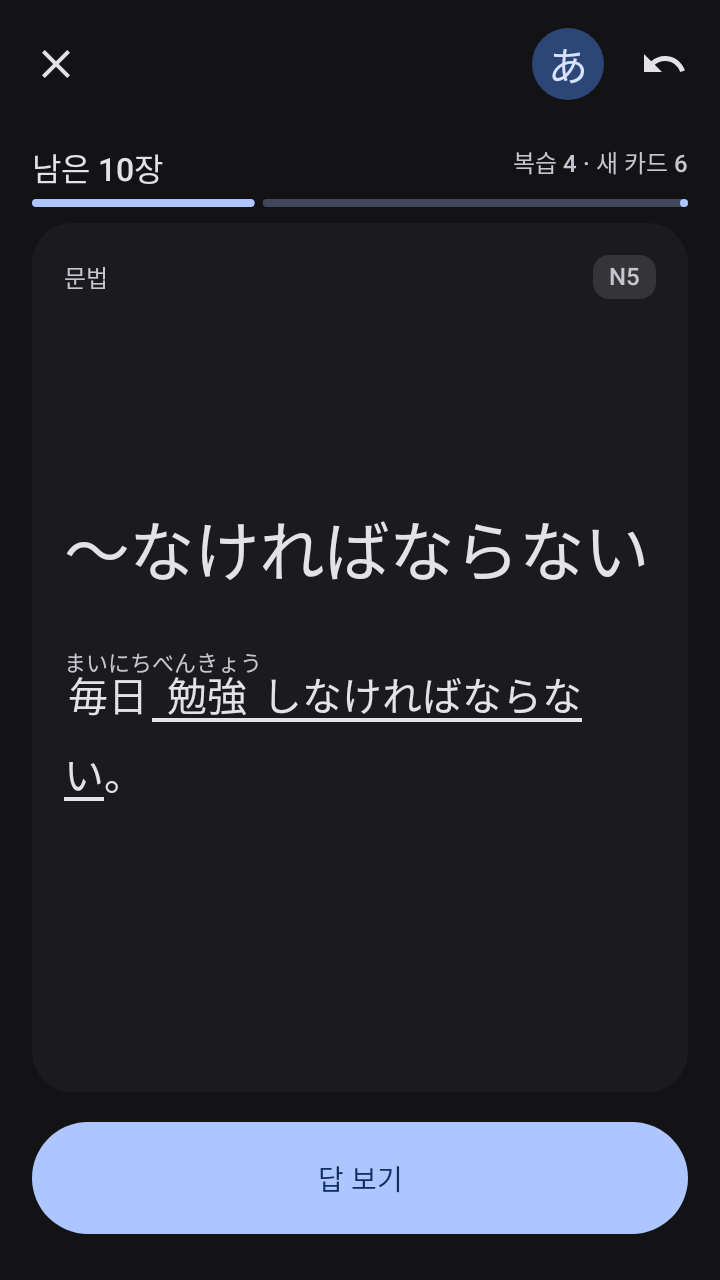 あ
남은 10장
복습 4 · 새 카드 6
문법
N5
〜なければならない
まいにちべんきょう
毎日勉強しなければならな
い。
답 보기